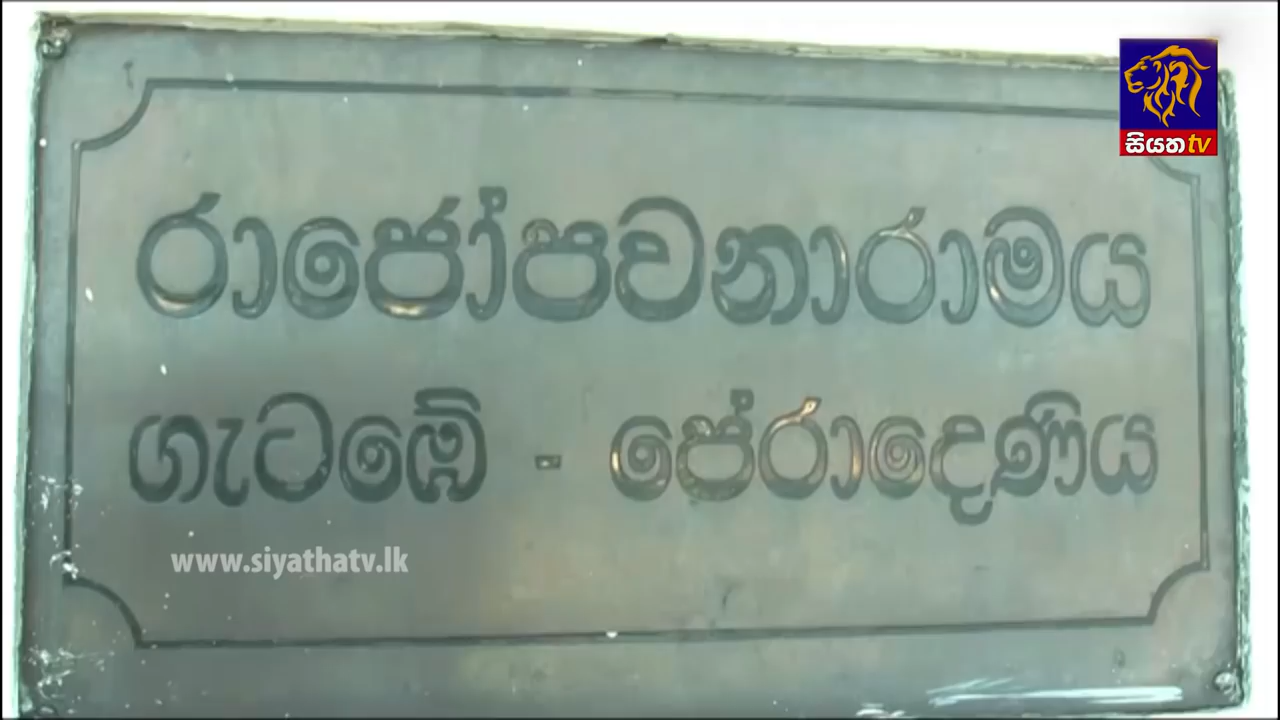 සියත tv
රාජෝපවනාරාමය
ගැටඹේ - පේරාදෙණිය
www.siyathatv.lk